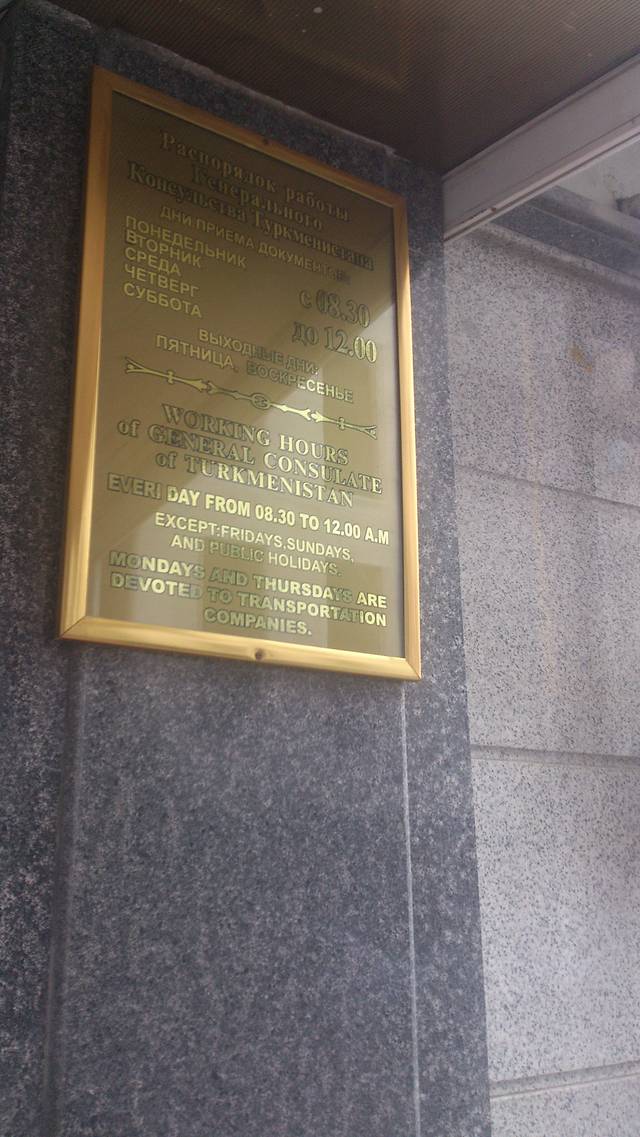 Распорядок работы
Генерального
Консульства Туркменистана
ДНИ ПРИЕМА ДОКУМЕНТОВ:
ПОНЕДЕЛЬНИК
ВТОРНИК
СРЕДА
ЧЕТВЕРГ
СУББОТА
с 08.30
до 12.00
ВЫХОДНЫЕ ДНИ:
ПЯТНИЦА, ВОСКРЕСЕНЬЕ
WORKING HOURS
of GENERAL CONSULATE
of TURKMENISTAN
EVERI DAY FROM 08.30 TO 12.00 A.M
EXCEPT:FRIDAYS,SUNDAYS,
AND PUBLIC HOLIDAYS.
MONDAYS AND THURSDAYS ARE
DEVOTED TO TRANSPORTATION
COMPANIES.